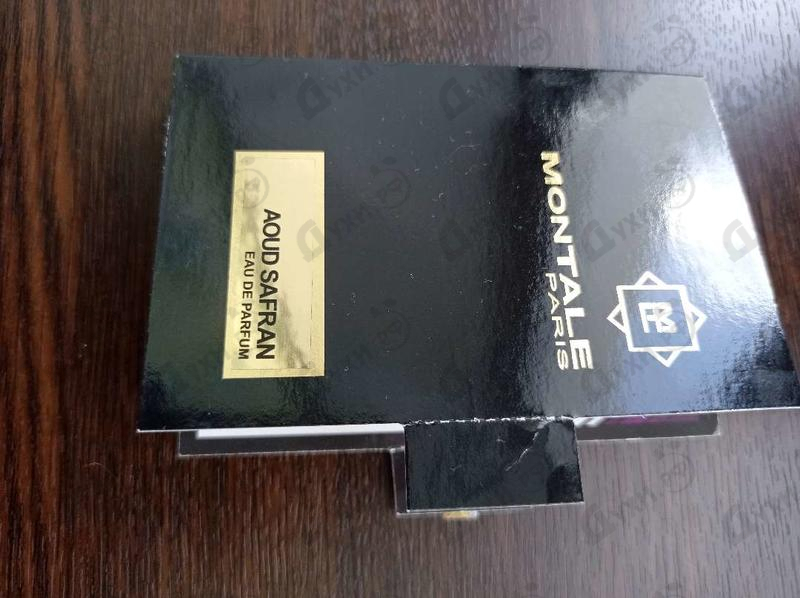 MONTALE
PARIS
AOUD SAFRAN
EAU DE PARFUM